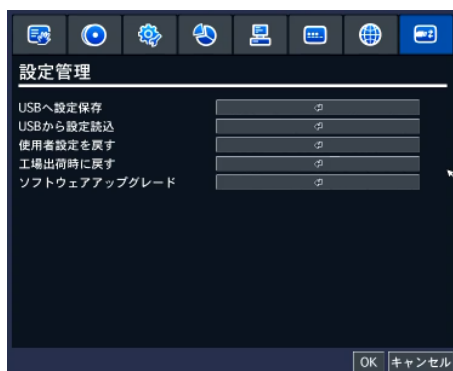 設定管理
USBへ設定保存
USBから設定読込
使用者設定を戻す
工場出荷時に戻す
ソフトウェアアップグレード
OK キャンセル